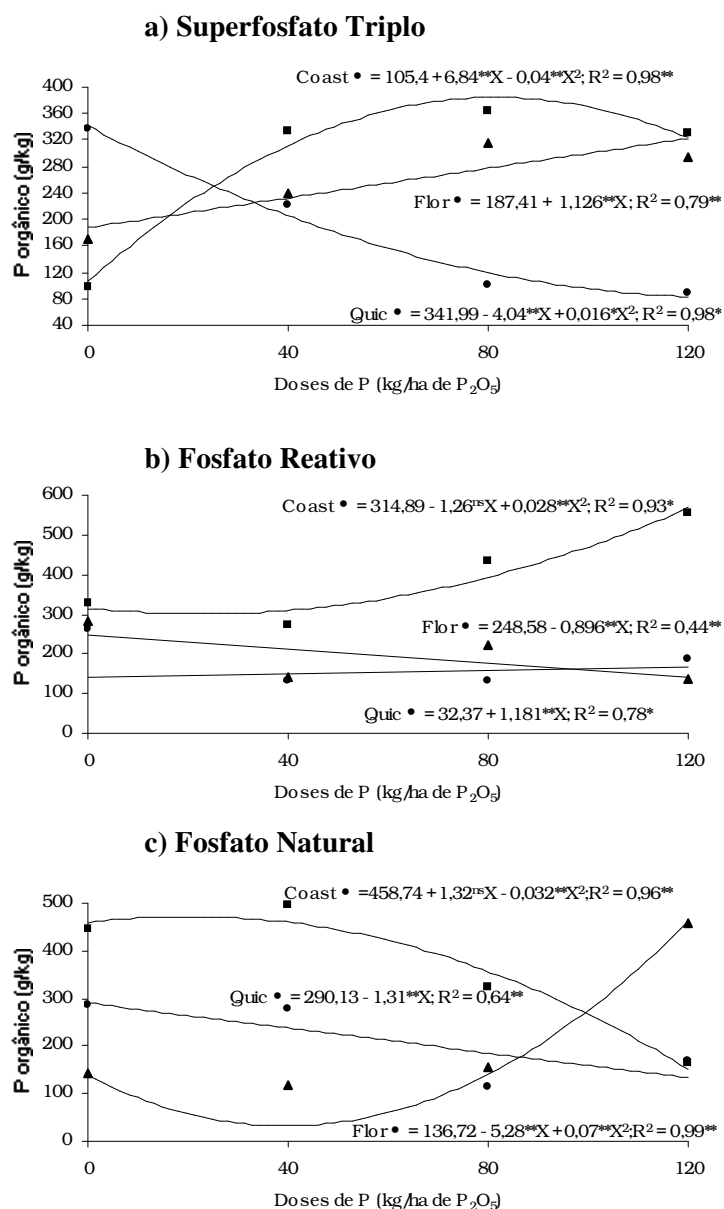 a) Superfosfato Triplo
Coast • = 105,4 + 6,84**X - 0,04**X²; R² = 0,98**
400
360
320
280
240
200
160
120
80
40
P orgânico (g/kg)
Flor • = 187,41 + 1,126**X; R² = 0,79**
Quic • = 341,99 - 4,04**X + 0,016*X²; R² = 0,98*
0
40
80
120
Doses de P (kg/ha de P₂O₅)
b) Fosfato Reativo
Coast • = 314,89 - 1,26ⁿˢX + 0,028**X²; R² = 0,93*
600
500
400
300
200
100
0
P orgânico (g/kg)
Flor • = 248,58 - 0,896**X; R² = 0,44**
Quic • = 32,37 + 1,181**X; R² = 0,78*
0
40
80
120
Doses de P (kg/ha de P₂O₅)
c) Fosfato Natural
Coast • = 458,74 + 1,32ⁿˢX - 0,032**X²;R² = 0,96**
500
400
300
200
100
0
P orgânico (g/kg)
Quic • = 290,13 - 1,31**X; R² = 0,64**
Flor • = 136,72 - 5,28**X + 0,07**X²;R² = 0,99**
0
40
80
120
Doses de P (kg/ha de P₂O₅)